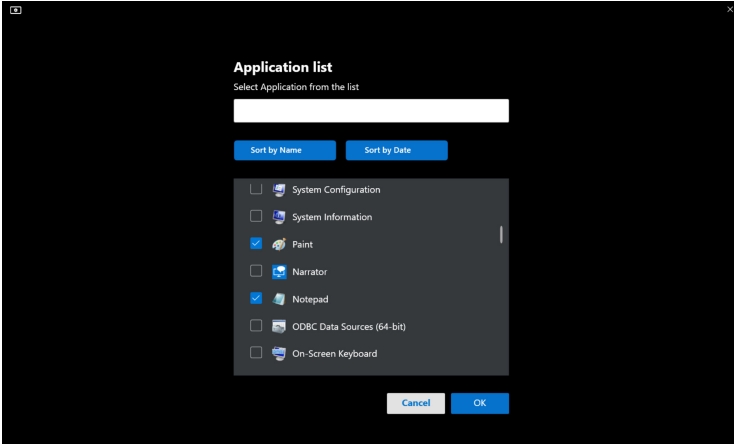 Application list
Select Application from the list
Sort by Name
Sort by Date
System Configuration
System Information
Paint
Narrator
Notepad
ODBC Data Sources (64-bit)
On-Screen Keyboard
Cancel
OK